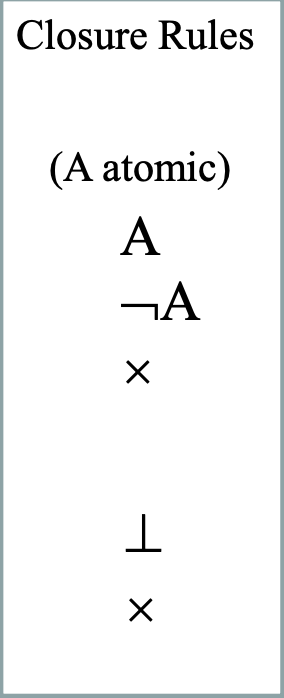 Closure Rules
(A atomic)
A
¬A
×
⊥
×